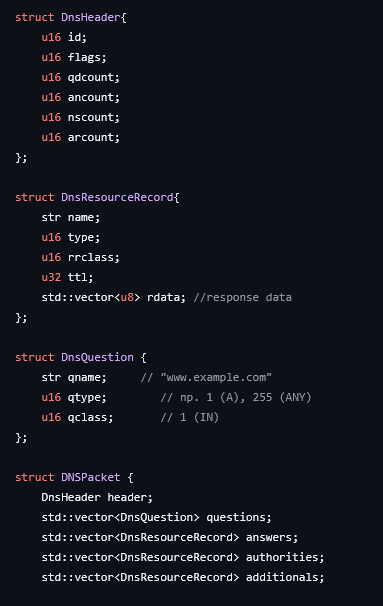 struct DnsHeader{
    u16 id;
    u16 flags;
    u16 qdcount;
    u16 ancount;
    u16 nscount;
    u16 arcount;
};
struct DnsResourceRecord{
    str name;
    u16 type;
    u16 rrclass;
    u32 ttl;
    std::vector<u8> rdata; //response data
};
struct DnsQuestion {
    str qname;     // "www.example.com"
    u16 qtype;        // np. 1 (A), 255 (ANY)
    u16 qclass;       // 1 (IN)
};
struct DNSPacket {
    DnsHeader header;
    std::vector<DnsQuestion> questions;
    std::vector<DnsResourceRecord> answers;
    std::vector<DnsResourceRecord> authorities;
    std::vector<DnsResourceRecord> additionals;